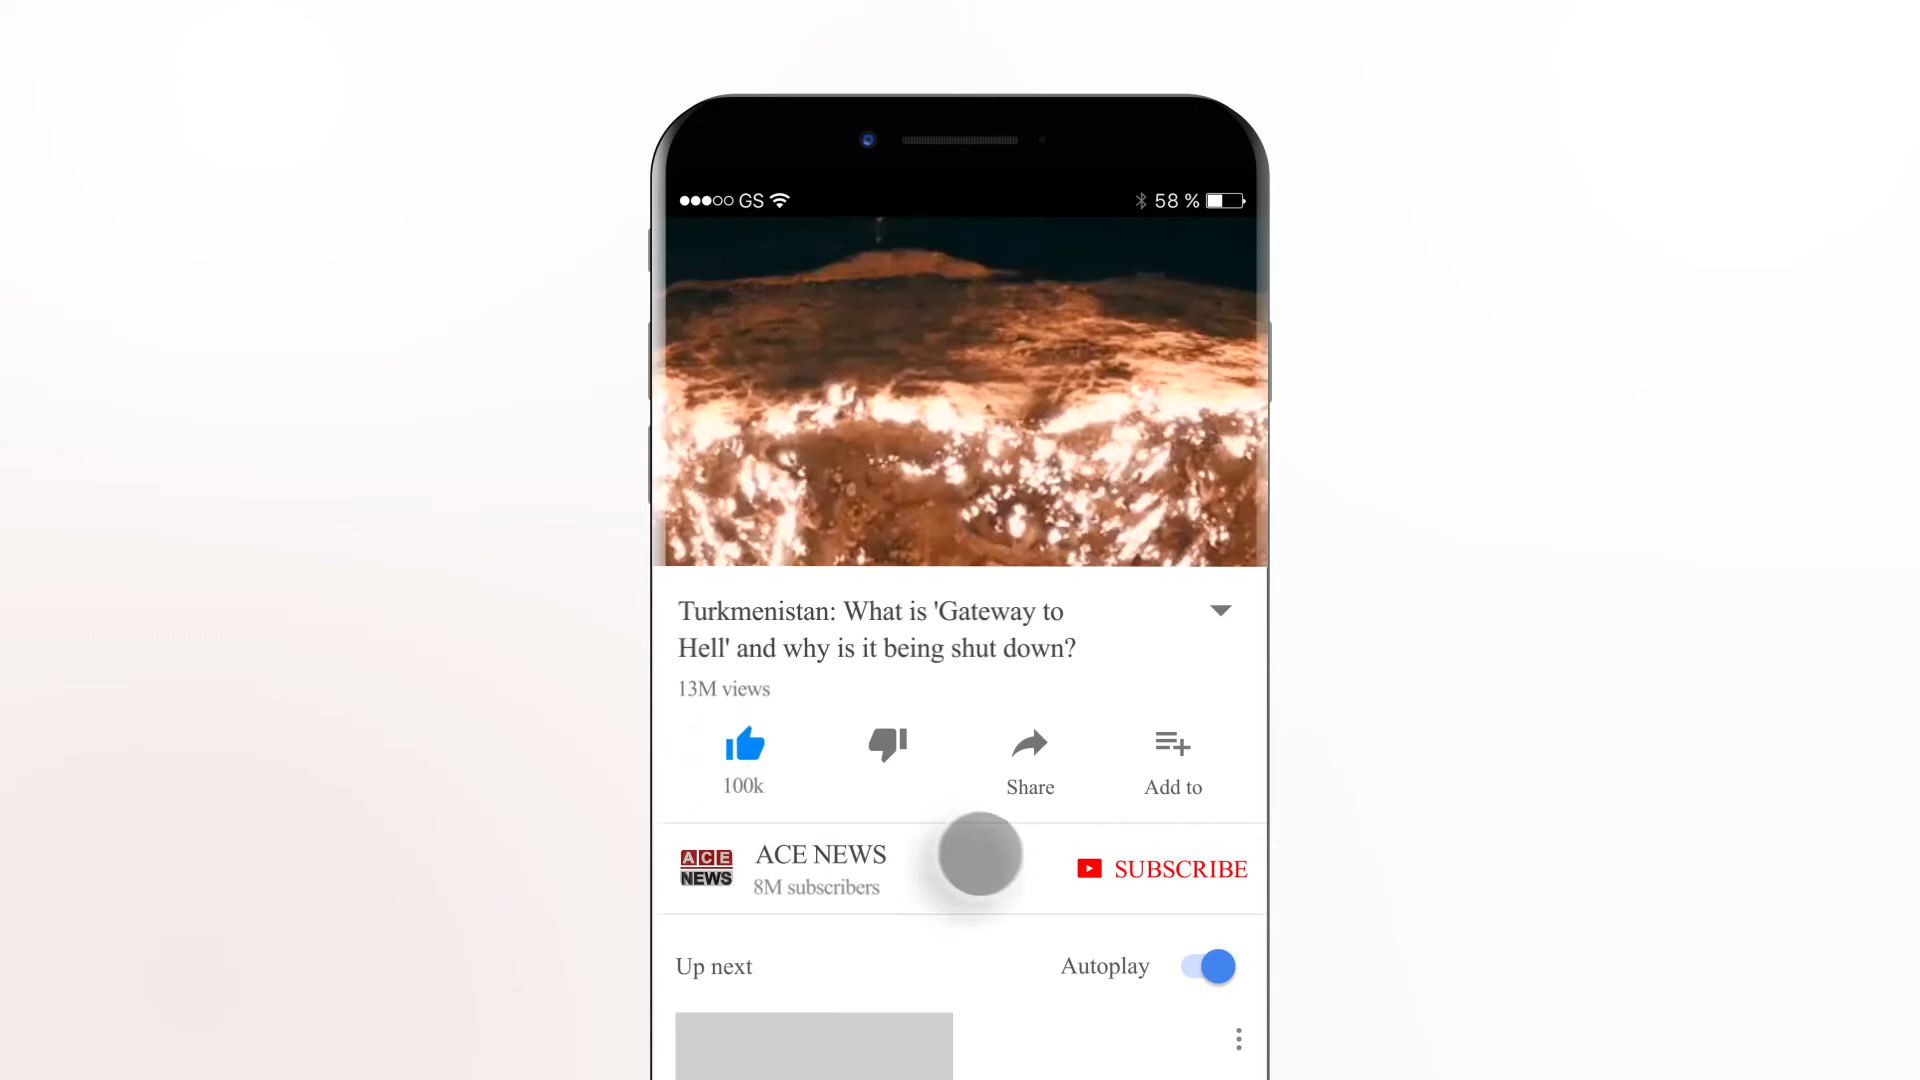 GS
58 %
Turkmenistan: What is 'Gateway to
Hell' and why is it being shut down?
13M views
100k
Share
Add to
ACE
NEWS
ACE NEWS
8M subscribers
SUBSCRIBE
Up next
Autoplay